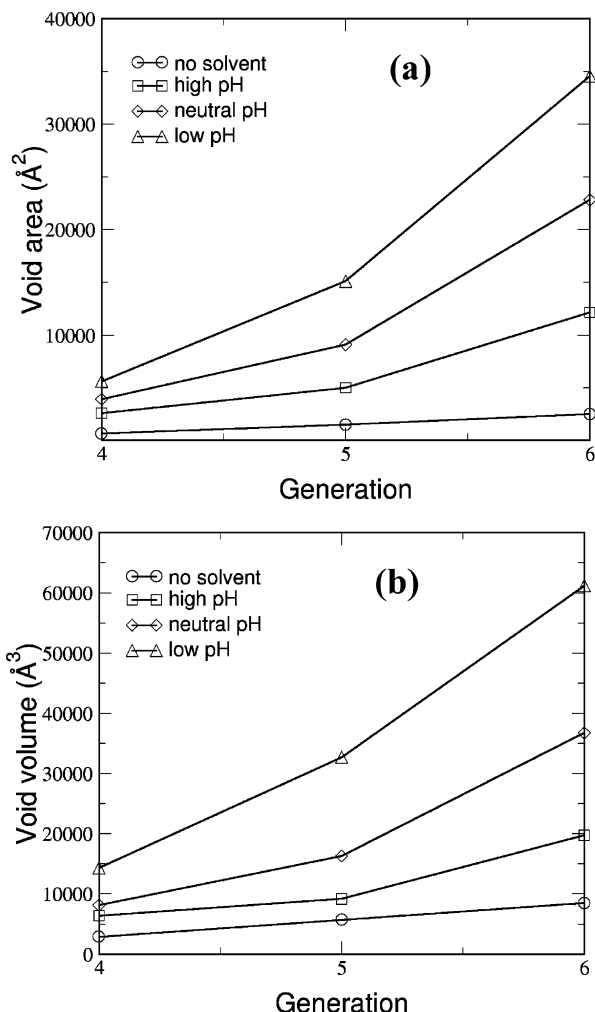 40000
30000
20000
10000
Void area (Å²)
no solvent
high pH
neutral pH
low pH
(a)
4 5 6
Generation
70000
60000
50000
40000
30000
20000
10000
0
Void volume (Å³)
no solvent
high pH
neutral pH
low pH
(b)
4 5 6
Generation